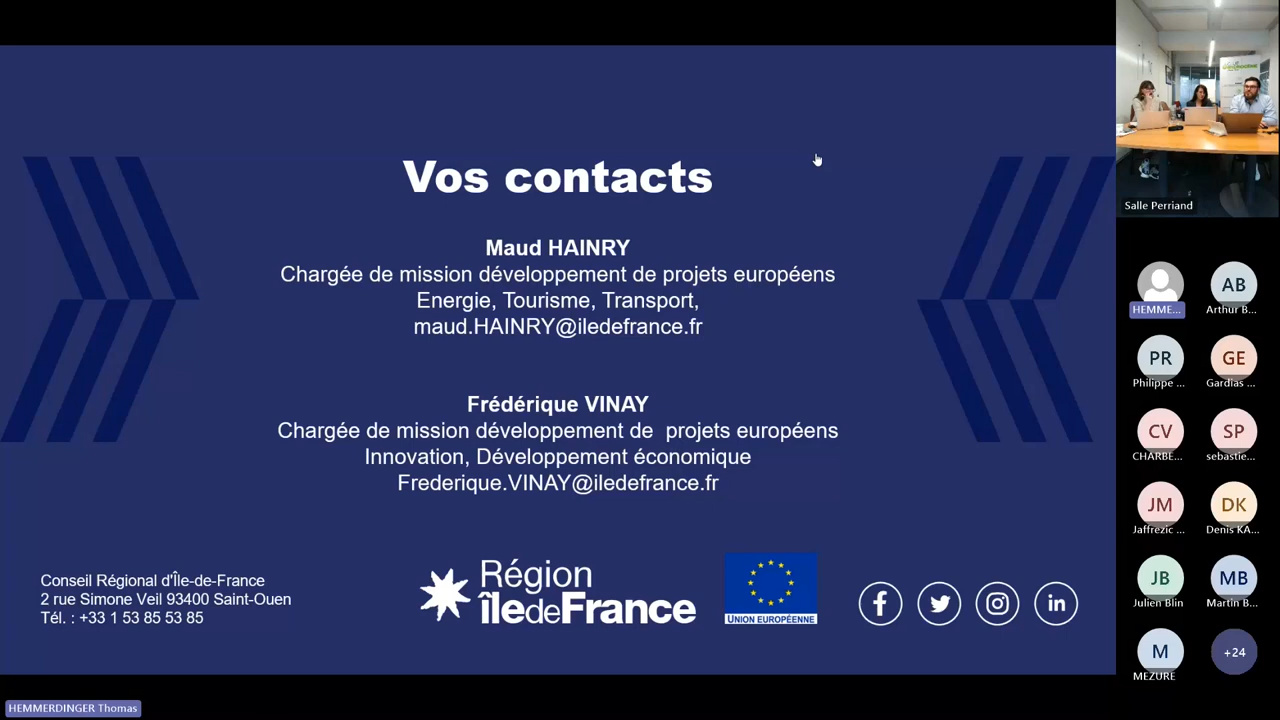 Vos contacts
Maud HAINRY
Chargée de mission développement de projets européens
Energie, Tourisme, Transport,
maud.HAINRY@iledefrance.fr
Frédérique VINAY
Chargée de mission développement de  projets européens
Innovation, Développement économique
Frederique.VINAY@iledefrance.fr
Conseil Régional d'Île-de-France
2 rue Simone Veil 93400 Saint-Ouen
Tél. : +33 1 53 85 53 85
Région
îledeFrance
UNION EUROPÉENNE
f
in
Salle Perriand
HEMME...
AB
Arthur B...
PR
Philippe ...
GE
Gardias ...
CV
CHARBE...
SP
sebastie...
JM
Jaffrezic ...
DK
Denis KA...
JB
Julien Blin
MB
Martin B...
M
MEZURE
+24
HEMMERDINGER Thomas